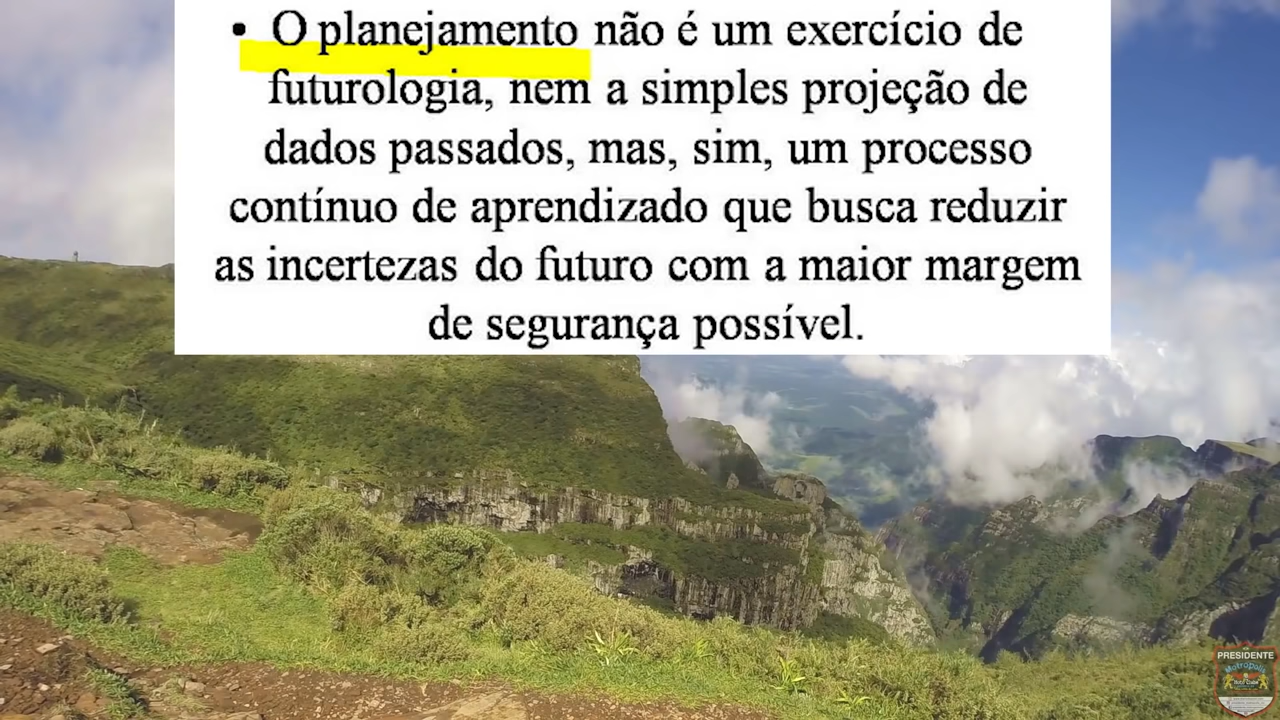 • O planejamento não é um exercício de
futurologia, nem a simples projeção de
dados passados, mas, sim, um processo
contínuo de aprendizado que busca reduzir
as incertezas do futuro com a maior margem
de segurança possível.
PRESIDENTE
Metrópolis